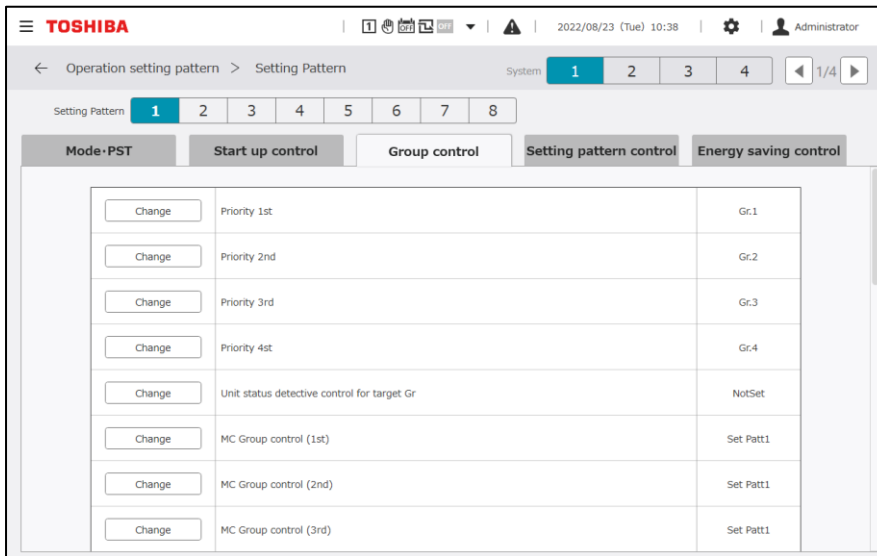 TOSHIBA 1 OFF OFF 2022/08/23 (Tue) 10:38 Administrator
Operation setting pattern > Setting Pattern System 1 2 3 4 1/4
Setting Pattern 1 2 3 4 5 6 7 8
Mode·PST Start up control Group control Setting pattern control Energy saving control
Change Priority 1st Gr.1
Change Priority 2nd Gr.2
Change Priority 3rd Gr.3
Change Priority 4st Gr.4
Change Unit status detective control for target Gr NotSet
Change MC Group control (1st) Set Patt1
Change MC Group control (2nd) Set Patt1
Change MC Group control (3rd) Set Patt1